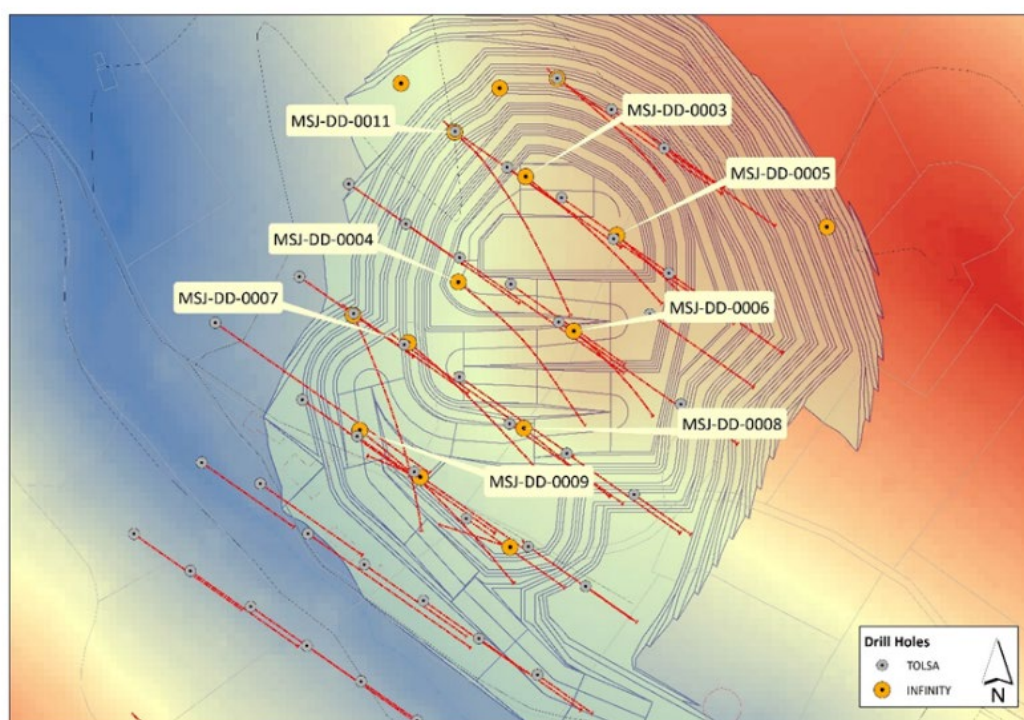 MSJ-DD-0003
MSJ-DD-0011
MSJ-DD-0005
MSJ-DD-0004
MSJ-DD-0007
MSJ-DD-0006
MSJ-DD-0008
MSJ-DD-0009
Drill Holes
TOLSA
INFINITY
N